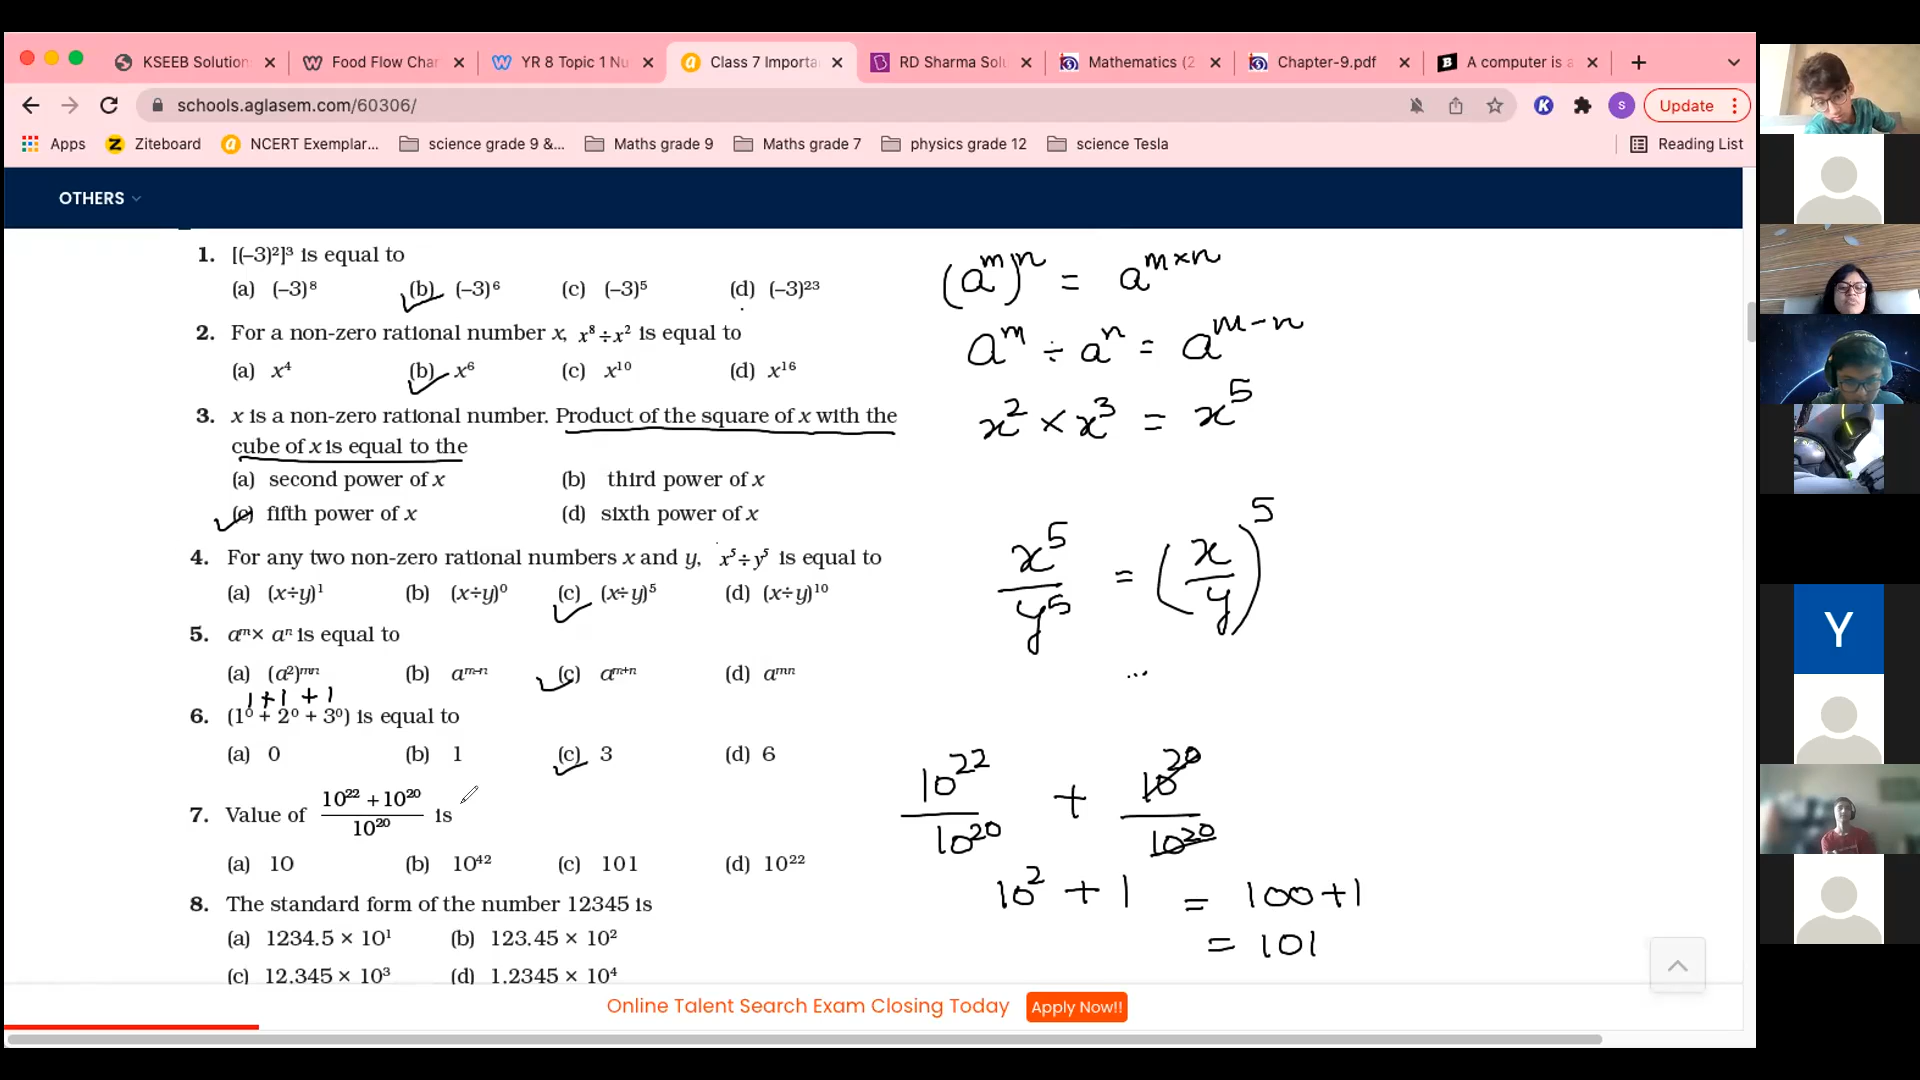 KSEEB Solution
Food Flow Char
YR 8 Topic 1 Nu
Class 7 Importa
RD Sharma Solu
Mathematics (2
Chapter-9.pdf
A computer is a
schools.aglasem.com/60306/
S
Update
Apps
Ziteboard
NCERT Exemplar...
science grade 9 &...
Maths grade 9
Maths grade 7
physics grade 12
science Tesla
Reading List
OTHERS
1. [(–3)²]³ is equal to
(a) (–3)⁸ (b) (–3)⁶ (c) (–3)⁵ (d) (–3)²³
2. For a non-zero rational number x, x⁸ ÷ x² is equal to
(a) x⁴ (b) x⁶ (c) x¹⁰ (d) x¹⁶
3. x is a non-zero rational number. Product of the square of x with the
cube of x is equal to the
(a) second power of x (b) third power of x
(c) fifth power of x (d) sixth power of x
4. For any two non-zero rational numbers x and y, x⁵ ÷ y⁵ is equal to
(a) (x÷y)¹ (b) (x÷y)⁰ (c) (x÷y)⁵ (d) (x÷y)¹⁰
5. aᵐ × aⁿ is equal to
(a) (a²)ᵐⁿ (b) aᵐ⁻ⁿ (c) aᵐ⁺ⁿ (d) aᵐⁿ
1 + 1 + 1
6. (1⁰ + 2⁰ + 3⁰) is equal to
(a) 0 (b) 1 (c) 3 (d) 6
7. Value of (10²² + 10²⁰)/10²⁰ is
(a) 10 (b) 10⁴² (c) 101 (d) 10²²
8. The standard form of the number 12345 is
(a) 1234.5 × 10¹ (b) 123.45 × 10²
(c) 12.345 × 10³ (d) 1.2345 × 10⁴
(aᵐ)ⁿ = aᵐˣⁿ
aᵐ ÷ aⁿ = aᵐ⁻ⁿ
x² × x³ = x⁵
x⁵/y⁵ = (x/y)⁵
...
10²²/10²⁰ + 10²⁰/10²⁰
10² + 1 = 100+1
= 101
Online Talent Search Exam Closing Today
Apply Now!!
Y